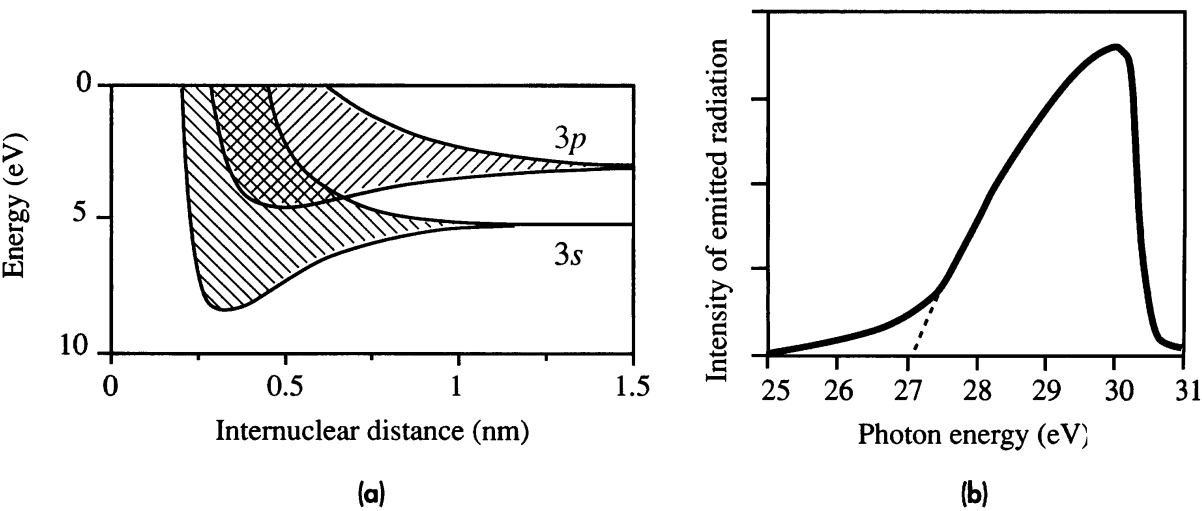 0
5
10
Energy (eV)
3p
3s
0
0.5
1
1.5
Internuclear distance (nm)
(a)
Intensity of emitted radiation
25
26
27
28
29
30
31
Photon energy (eV)
(b)